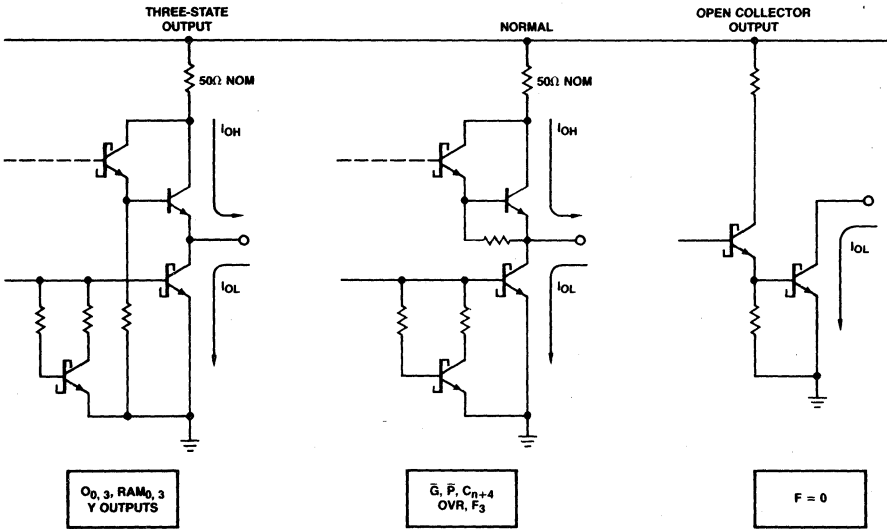 THREE-STATE
OUTPUT
NORMAL
OPEN COLLECTOR
OUTPUT
50Ω NOM
50Ω NOM
IOH
IOH
IOL
IOL
IOL
O0, 3, RAM0, 3
Y OUTPUTS
G̅, P̅, Cn+4
OVR, F3
F = 0